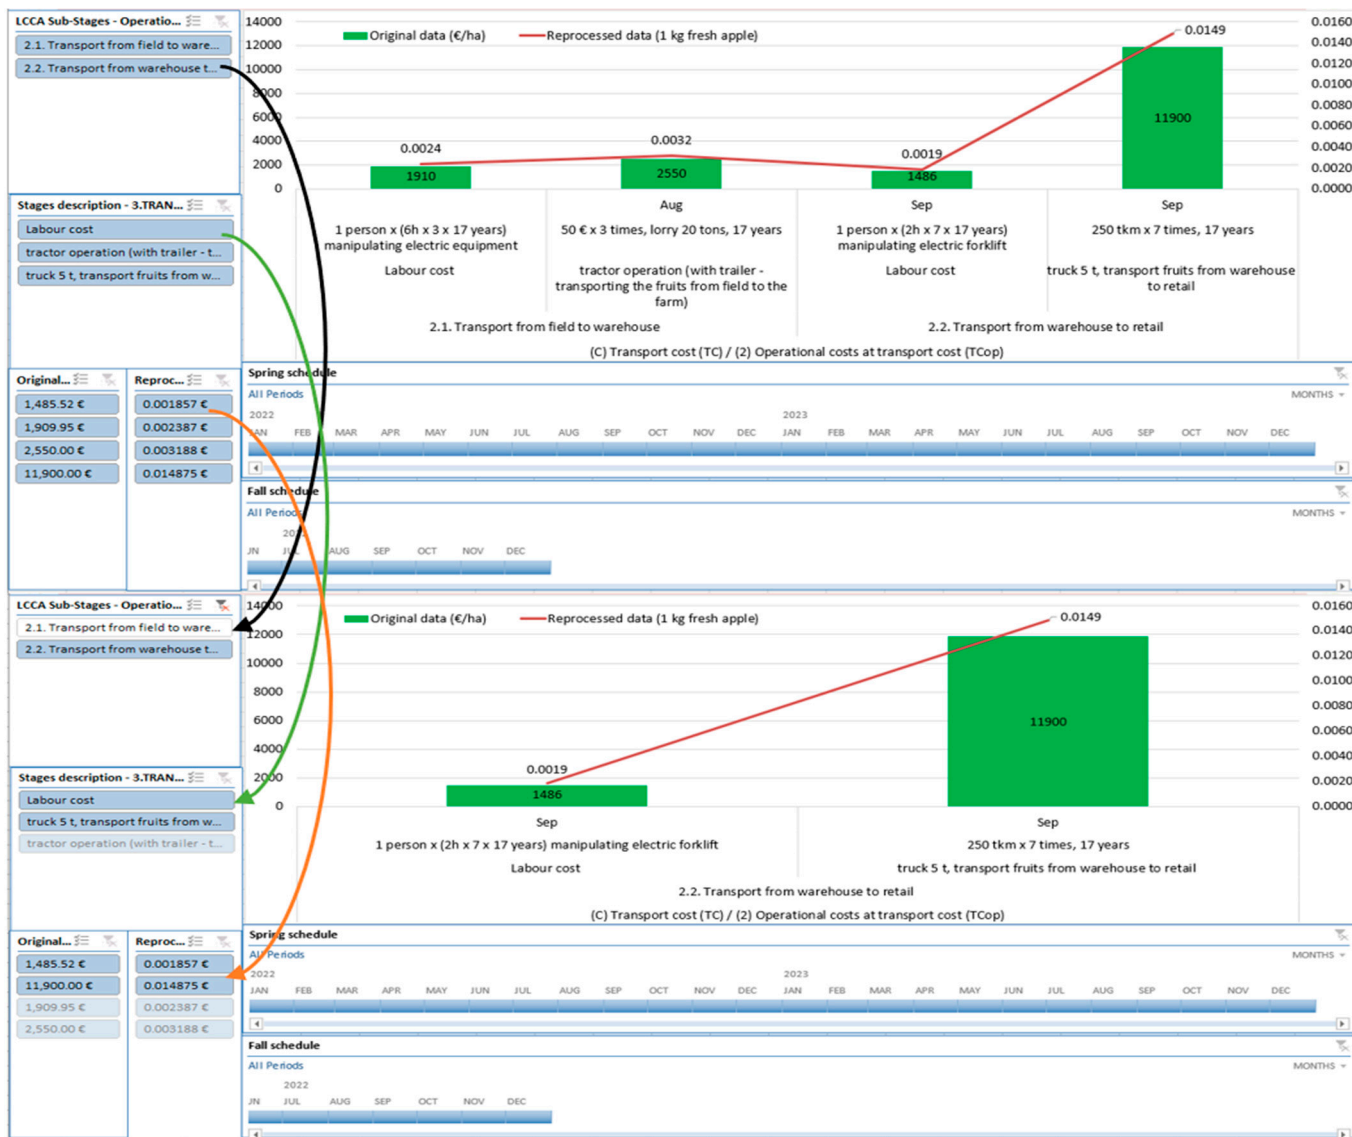 LCCA Sub-Stages - Operatio...
2.1. Transport from field to ware...
2.2. Transport from warehouse t...
Stages description - 3.TRAN...
Labour cost
tractor operation (with trailer - t...
truck 5 t, transport fruits from w...
Original...
Reproc...
1,485.52 €
0.001857 €
1,909.95 €
0.002387 €
2,550.00 €
0.003188 €
11,900.00 €
0.014875 €
14000
12000
10000
8000
6000
4000
2000
0
Original data (€/ha)
Reprocessed data (1 kg fresh apple)
0.0024
0.0032
0.0019
0.0149
1910
2550
1486
11900
0.0160
0.0140
0.0120
0.0100
0.0080
0.0060
0.0040
0.0020
0.0000
Aug
Sep
Sep
1 person x (6h x 3 x 17 years)
manipulating electric equipment
50 € x 3 times, lorry 20 tons, 17 years
1 person x (2h x 7 x 17 years)
manipulating electric forklift
250 tkm x 7 times, 17 years
Labour cost
tractor operation (with trailer -
transporting the fruits from field to the
farm)
Labour cost
truck 5 t, transport fruits from warehouse
to retail
2.1. Transport from field to warehouse
2.2. Transport from warehouse to retail
(C) Transport cost (TC) / (2) Operational costs at transport cost (TCop)
Spring schedule
All Periods
MONTHS
2022
2023
JAN FEB MAR APR MAY JUN JUL AUG SEP OCT NOV DEC JAN FEB MAR APR MAY JUN JUL AUG SEP OCT NOV DEC
Fall schedule
All Periods
MONTHS
JN JUL AUG SEP OCT NOV DEC
LCCA Sub-Stages - Operatio...
2.1. Transport from field to ware...
2.2. Transport from warehouse t...
Stages description - 3.TRAN...
Labour cost
truck 5 t, transport fruits from w...
tractor operation (with trailer - t...
Original...
Reproc...
1,485.52 €
0.001857 €
11,900.00 €
0.014875 €
1,909.95 €
0.002387 €
2,550.00 €
0.003188 €
14000
12000
10000
8000
6000
4000
2000
0
Original data (€/ha)
Reprocessed data (1 kg fresh apple)
0.0019
0.0149
1486
11900
0.0160
0.0140
0.0120
0.0100
0.0080
0.0060
0.0040
0.0020
0.0000
Sep
Sep
1 person x (2h x 7 x 17 years) manipulating electric forklift
250 tkm x 7 times, 17 years
Labour cost
truck 5 t, transport fruits from warehouse to retail
2.2. Transport from warehouse to retail
(C) Transport cost (TC) / (2) Operational costs at transport cost (TCop)
Spring schedule
All Periods
MONTHS
2022
2023
JAN FEB MAR APR MAY JUN JUL AUG SEP OCT NOV DEC JAN FEB MAR APR MAY JUN JUL AUG SEP OCT NOV DEC
Fall schedule
All Periods
MONTHS
2022
JN JUL AUG SEP OCT NOV DEC